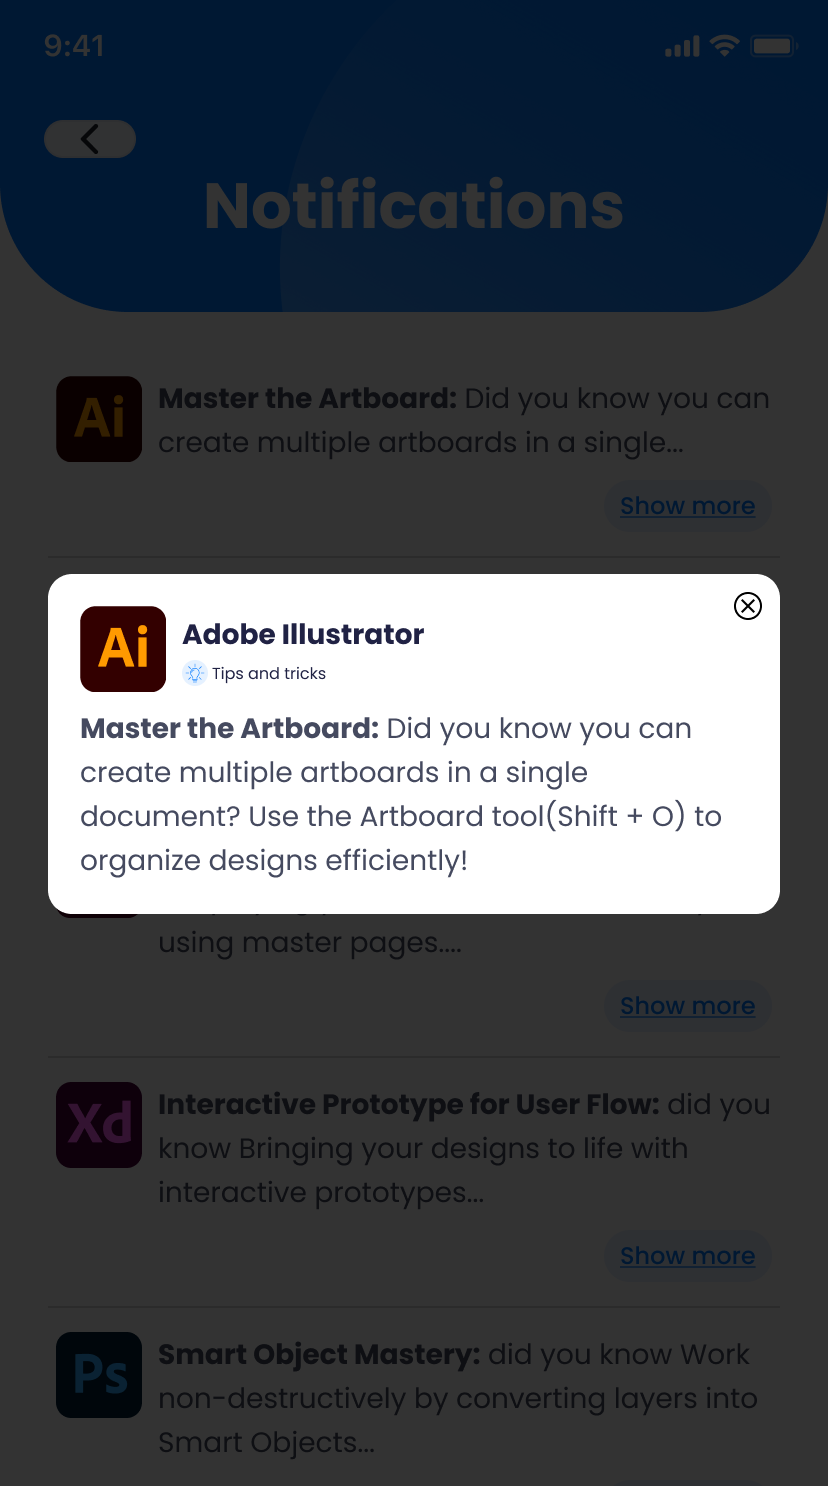 9:41
Notifications
Ai
Master the Artboard: Did you know you can
create multiple artboards in a single...
Show more
Ai
Adobe Illustrator
Tips and tricks
Master the Artboard: Did you know you can
create multiple artboards in a single
document? Use the Artboard tool(Shift + O) to
organize designs efficiently!
using master pages....
Show more
Xd
Interactive Prototype for User Flow: did you
know Bringing your designs to life with
interactive prototypes...
Show more
Ps
Smart Object Mastery: did you know Work
non-destructively by converting layers into
Smart Objects...